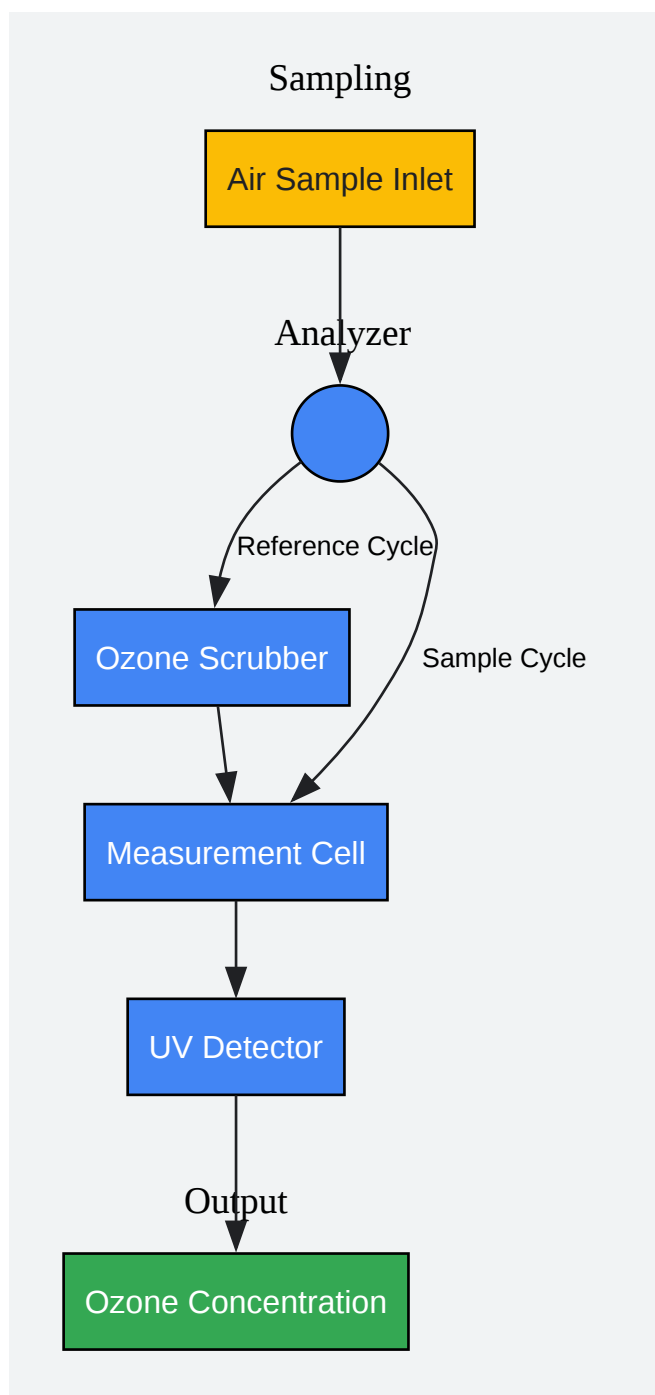 Sampling
Air Sample Inlet
Analyzer
Reference Cycle
Ozone Scrubber
Sample Cycle
Measurement Cell
UV Detector
Output
Ozone Concentration